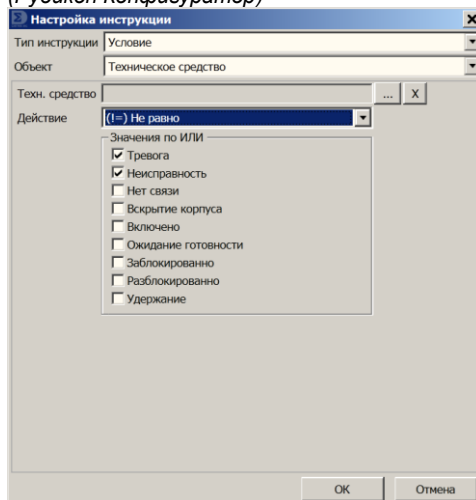 (Рубикон Конфигуратор)
Настройка инструкции
Тип инструкции Условие
Объект Техническое средство
Техн. средство ... X
Действие (!=) Не равно
Значения по ИЛИ
Тревога
Неисправность
Нет связи
Вскрытие корпуса
Включено
Ожидание готовности
Заблокированно
Разблокированно
Удержание
OK Отмена